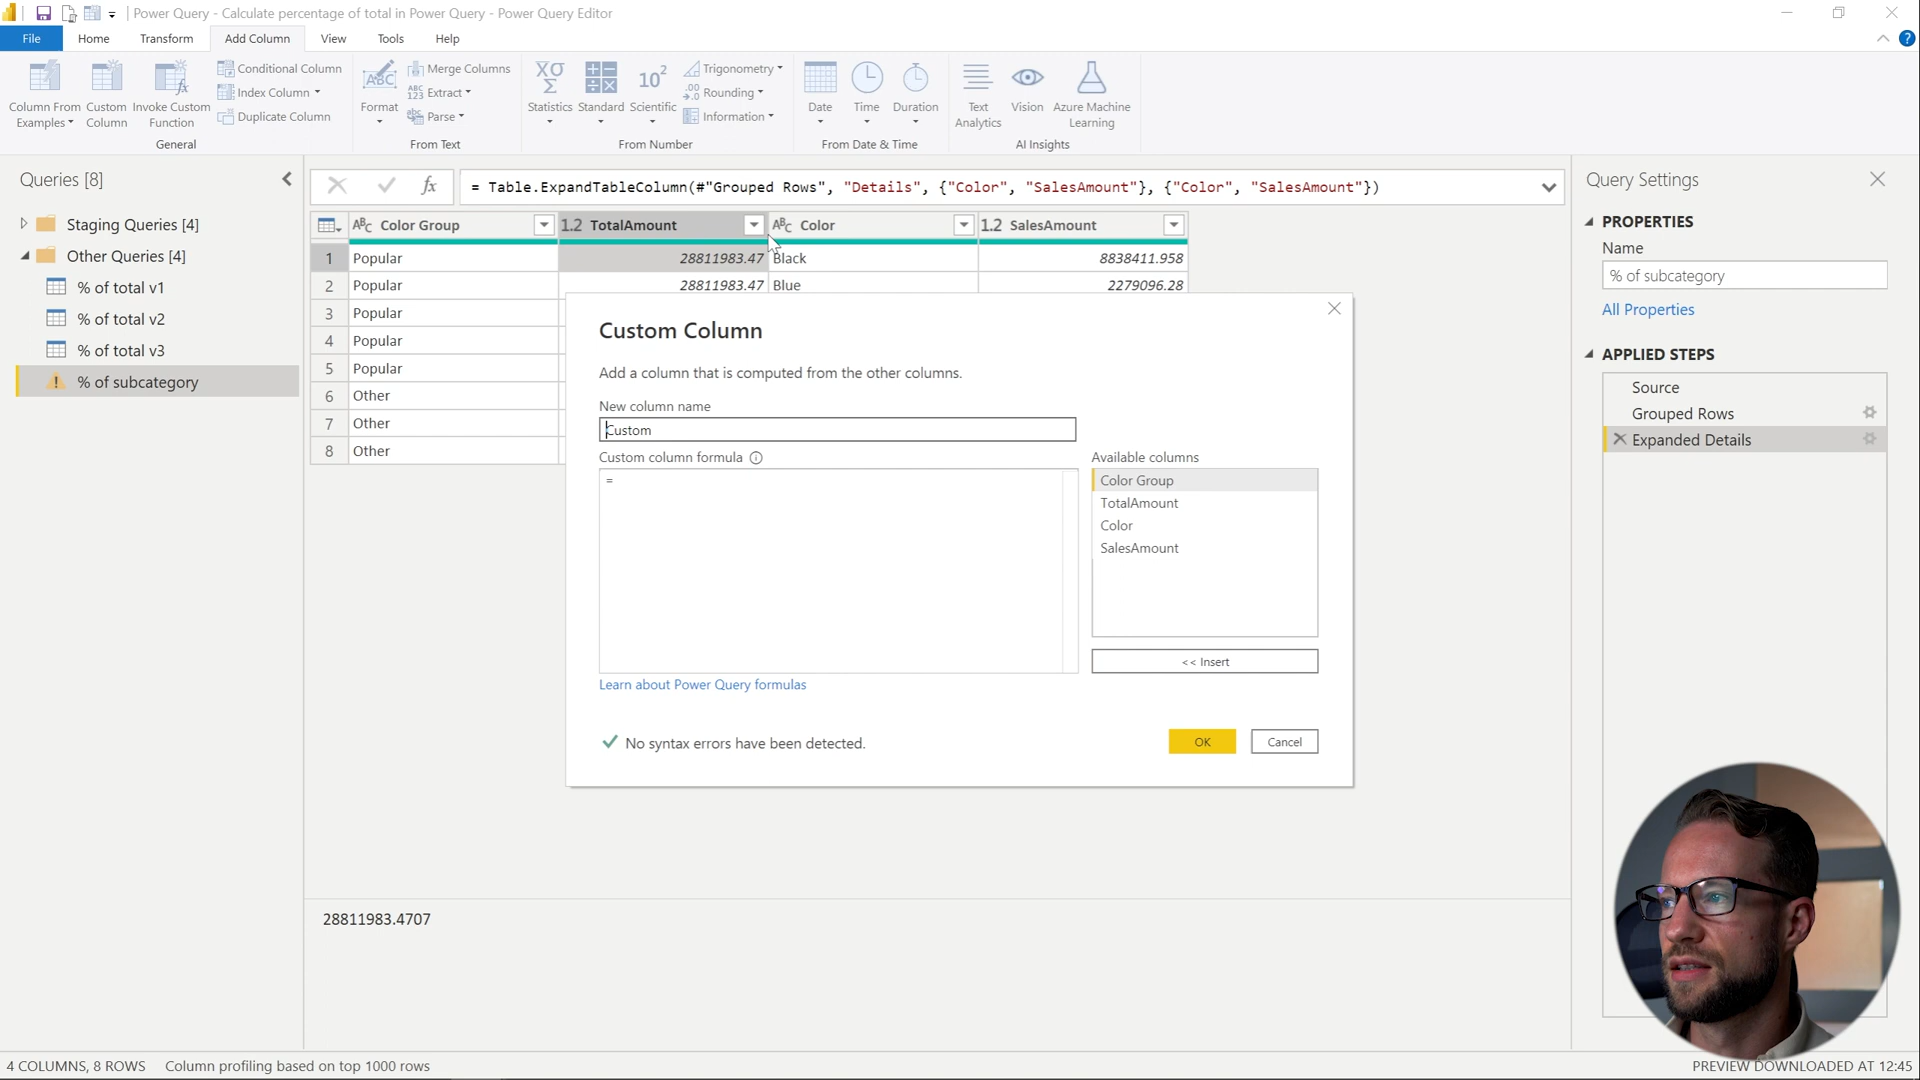 Power Query - Calculate percentage of total in Power Query - Power Query Editor
File Home Transform Add Column View Tools Help
Column From Examples
Custom Column
Invoke Custom Function
Conditional Column
Index Column
Duplicate Column
General
ABC
Format
Merge Columns
ABC 123 Extract
abc Parse
From Text
XO Σ
Statistics
Standard
10²
Scientific
Trigonometry
.00 Rounding
Information
From Number
Date
Time
Duration
From Date & Time
Text Analytics
Vision
Azure Machine Learning
AI Insights
Queries [8]
Staging Queries [4]
Other Queries [4]
% of total v1
% of total v2
% of total v3
% of subcategory
fx = Table.ExpandTableColumn(#"Grouped Rows", "Details", {"Color", "SalesAmount"}, {"Color", "SalesAmount"})
ABC Color Group 1.2 TotalAmount ABC Color 1.2 SalesAmount
1 Popular 28811983.47 Black 8838411.958
2 Popular 28811983.47 Blue 2279096.28
3 Popular
4 Popular
5 Popular
6 Other
7 Other
8 Other
Custom Column
Add a column that is computed from the other columns.
New column name
Custom
Custom column formula
=
Available columns
Color Group
TotalAmount
Color
SalesAmount
<< Insert
Learn about Power Query formulas
No syntax errors have been detected.
OK
Cancel
28811983.4707
Query Settings
PROPERTIES
Name
% of subcategory
All Properties
APPLIED STEPS
Source
Grouped Rows
Expanded Details
4 COLUMNS, 8 ROWS Column profiling based on top 1000 rows
PREVIEW DOWNLOADED AT 12:45